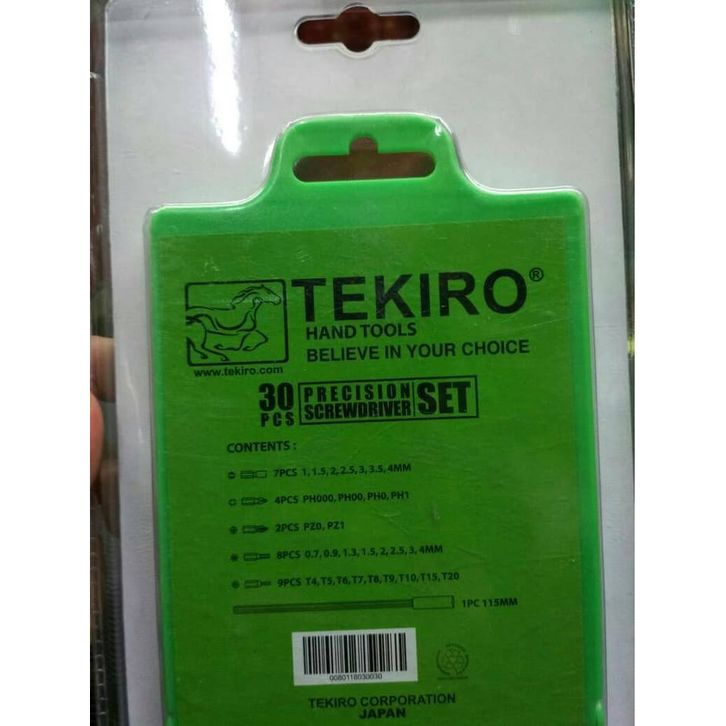 TEKIRO®
HAND TOOLS
BELIEVE IN YOUR CHOICE
www.tekiro.com
30 PCS
PRECISION SCREWDRIVER SET
CONTENTS :
7PCS 1, 1.5, 2, 2.5, 3, 3.5, 4MM
4PCS PH000, PH00, PH0, PH1
2PCS PZ0, PZ1
8PCS 0.7, 0.9, 1.3, 1.5, 2, 2.5, 3, 4MM
9PCS T4, T5, T6, T7, T8, T9, T10, T15, T20
1PC 115MM
0080118030030
TEKIRO CORPORATION
JAPAN